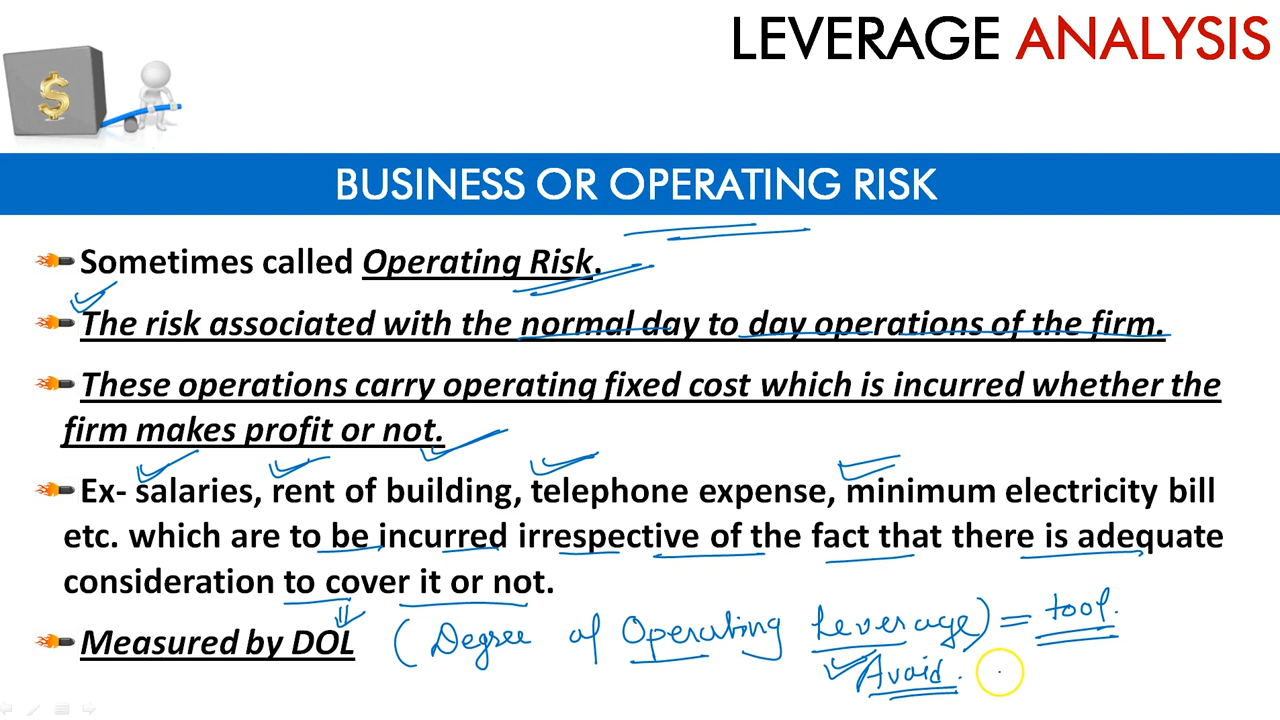 LEVERAGE ANALYSIS
BUSINESS OR OPERATING RISK
Sometimes called Operating Risk.
The risk associated with the normal day to day operations of the firm.
These operations carry operating fixed cost which is incurred whether the
firm makes profit or not.
Ex- salaries, rent of building, telephone expense, minimum electricity bill
etc. which are to be incurred irrespective of the fact that there is adequate
consideration to cover it or not.
Measured by DOL (Degree of Operating Leverage) = tool.
Avoid.